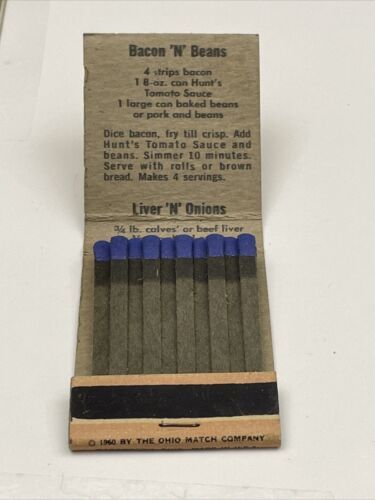 Bacon 'N' Beans
4 strips bacon
1 8-oz. can Hunt's
Tomato Sauce
1 large can baked beans
or pork and beans
Dice bacon, fry till crisp. Add
Hunt's Tomato Sauce and
beans. Simmer 10 minutes.
Serve with rolls or brown
bread. Makes 4 servings.
Liver 'N' Onions
¾ lb. calves' or beef liver
© 1960 BY THE OHIO MATCH COMPANY